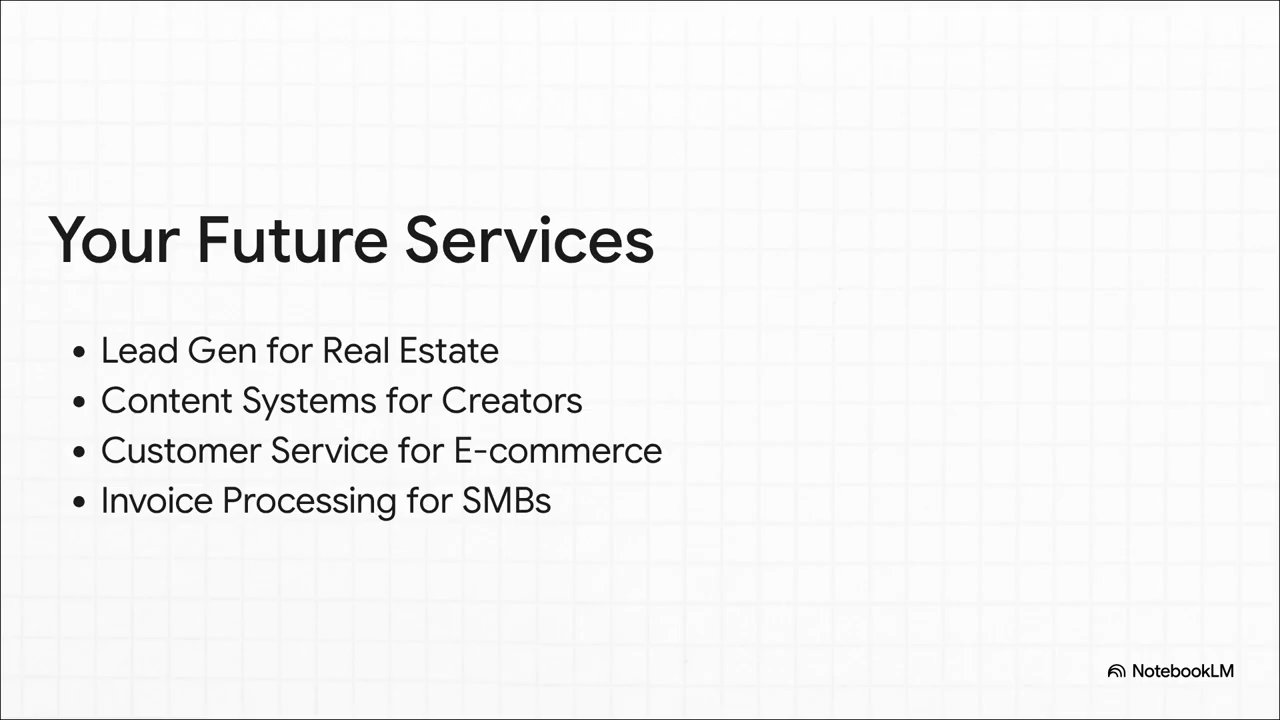 Your Future Services
• Lead Gen for Real Estate
• Content Systems for Creators
• Customer Service for E-commerce
• Invoice Processing for SMBs
NotebookLM